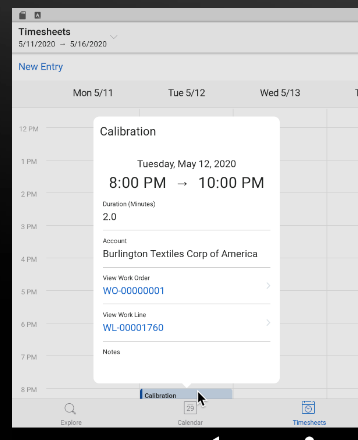 Timesheets
5/11/2020 → 5/16/2020
New Entry
Mon 5/11 Tue 5/12 Wed 5/13
12 PM
1 PM
2 PM
3 PM
4 PM
5 PM
6 PM
7 PM
8 PM
Calibration
Tuesday, May 12, 2020
8:00 PM → 10:00 PM
Duration (Minutes)
2.0
Account
Burlington Textiles Corp of America
View Work Order
WO-00000001
View Work Line
WL-00001760
Notes
Calibration
29
Explore Calendar Timesheets